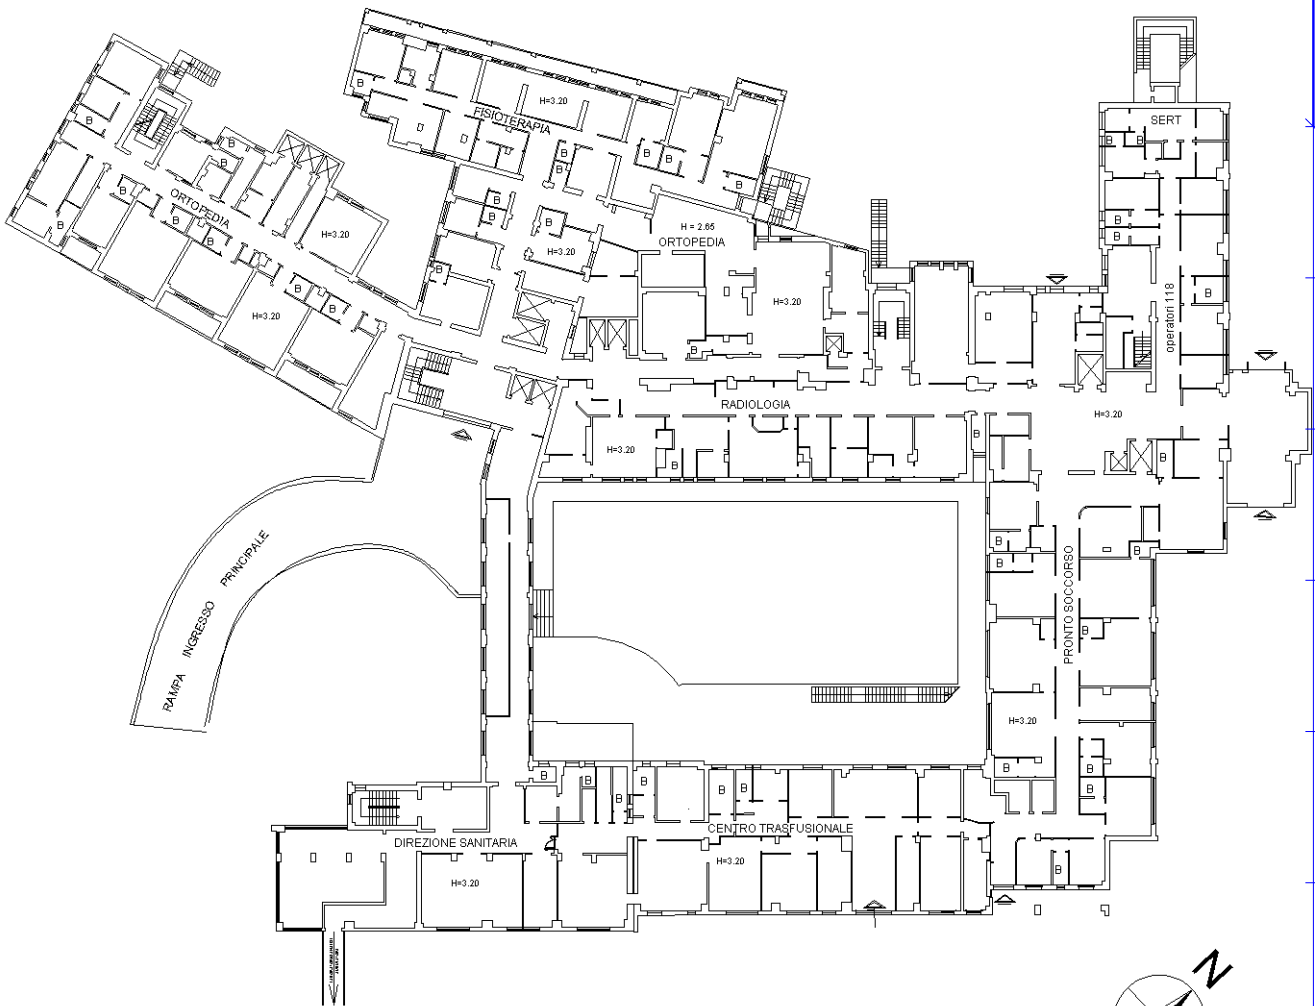 SERT
B
B
B
B
FISIOTERAPIA
H=3.20
B
B
B
B
B
B
B
B
B
B
ORTOPEDIA
B
B
B
B
B
H=3.20
B
B
B
H=3.20
H = 2.65
ORTOPEDIA
B
B
B
operatori 118
B
H=3.20
B
B
H=3.20
B
RADIOLOGIA
H=3.20
H=3.20
B
B
B
RAMPA INGRESSO PRINCIPALE
B
B
B
PRONTO SOCCORSO
B
H=3.20
B
B
B
B
B
B
B
B
B
B
DIREZIONE SANITARIA
CENTRO TRASFUSIONALE
H=3.20
H=3.20
B
N